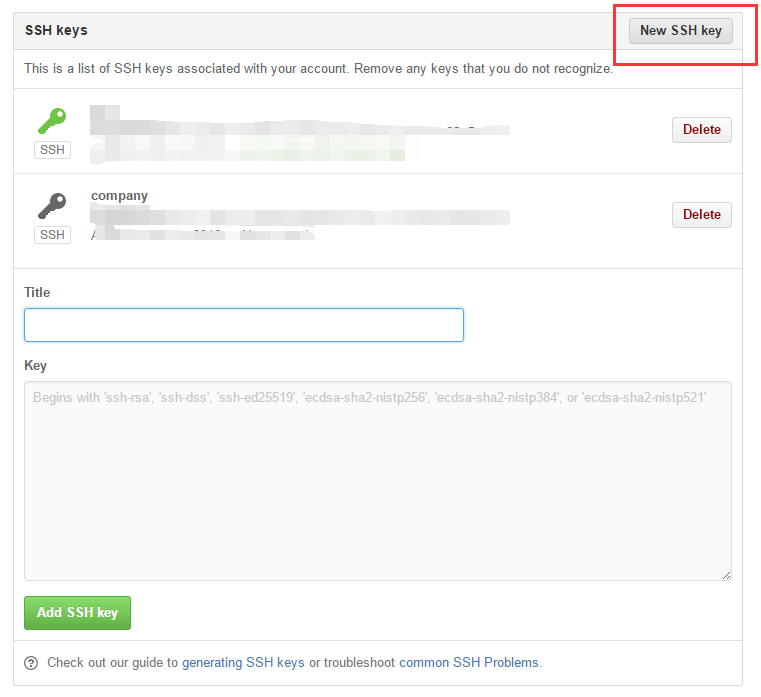 SSH keys
New SSH key
This is a list of SSH keys associated with your account. Remove any keys that you do not recognize.
SSH
Delete
company
SSH
Delete
Title
Key
Begins with 'ssh-rsa', 'ssh-dss', 'ssh-ed25519', 'ecdsa-sha2-nistp256', 'ecdsa-sha2-nistp384', or 'ecdsa-sha2-nistp521'
Add SSH key
? Check out our guide to generating SSH keys or troubleshoot common SSH Problems.